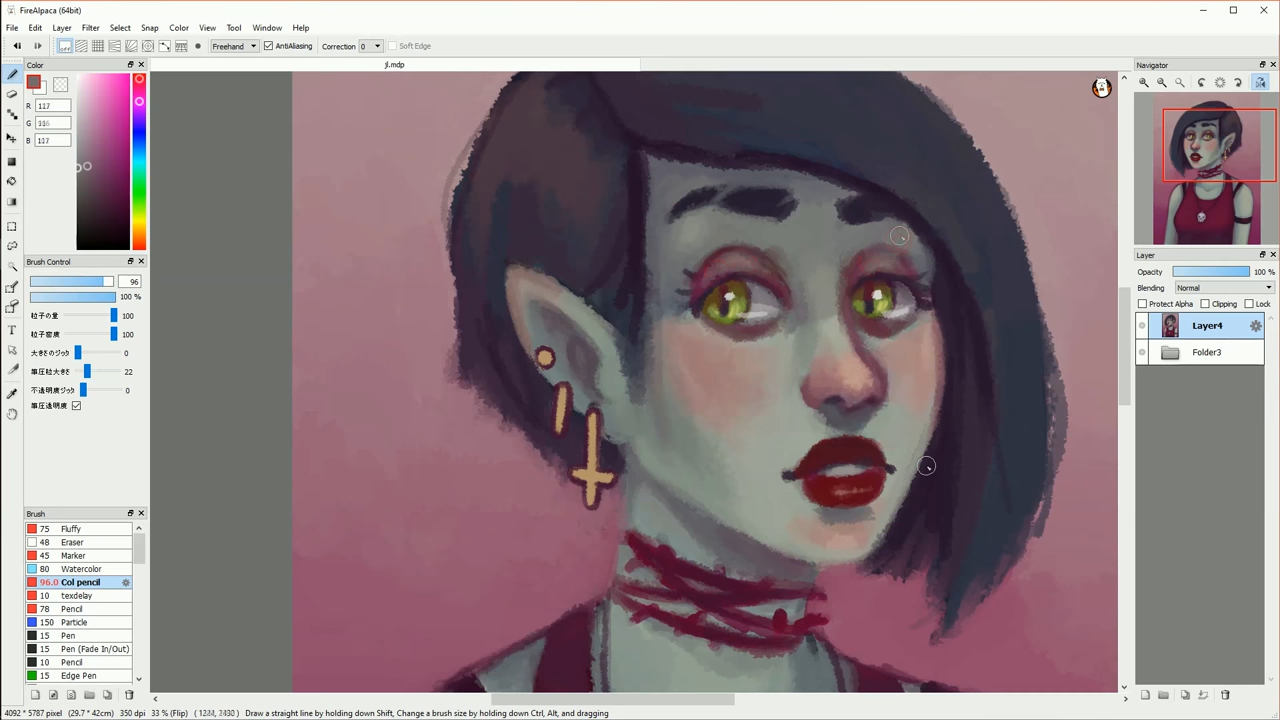 FireAlpaca (64bit)
File Edit Layer Filter Select Snap Color View Tool Window Help
OFF Freehand AntiAliasing Correction 0 Soft Edge
Color jl.mdp Navigator
R 117
G
B 117
Brush Control
96
100 %
粒子の量 100
粒子密度 100
大きさのジッタ 0
筆圧粒大きさ 22
不透明度ジッタ 0
筆圧透明度
Layer
Opacity 100 %
Blending Normal
Protect Alpha Clipping Lock
Layer4
Folder3
Brush
75 Fluffy
48 Eraser
45 Marker
80 Watercolor
96.0 Col pencil
10 texdelay
78 Pencil
150 Particle
15 Pen
15 Pen (Fade In/Out)
10 Pencil
15 Edge Pen
4092 * 5787 pixel (29.7 * 42cm) 350 dpi 33 % (Flip) Draw a straight line by holding down Shift, Change a brush size by holding down Ctrl, Alt, and dragging